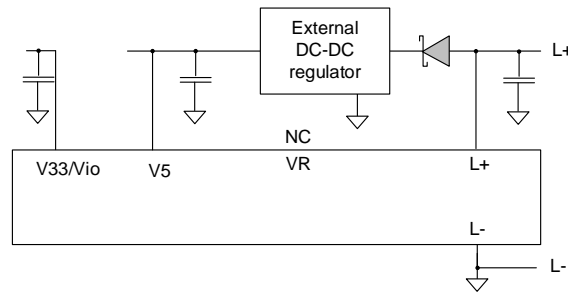 External
DC-DC
regulator
L+
NC
V33/Vio
V5
VR
L+
L-
L-